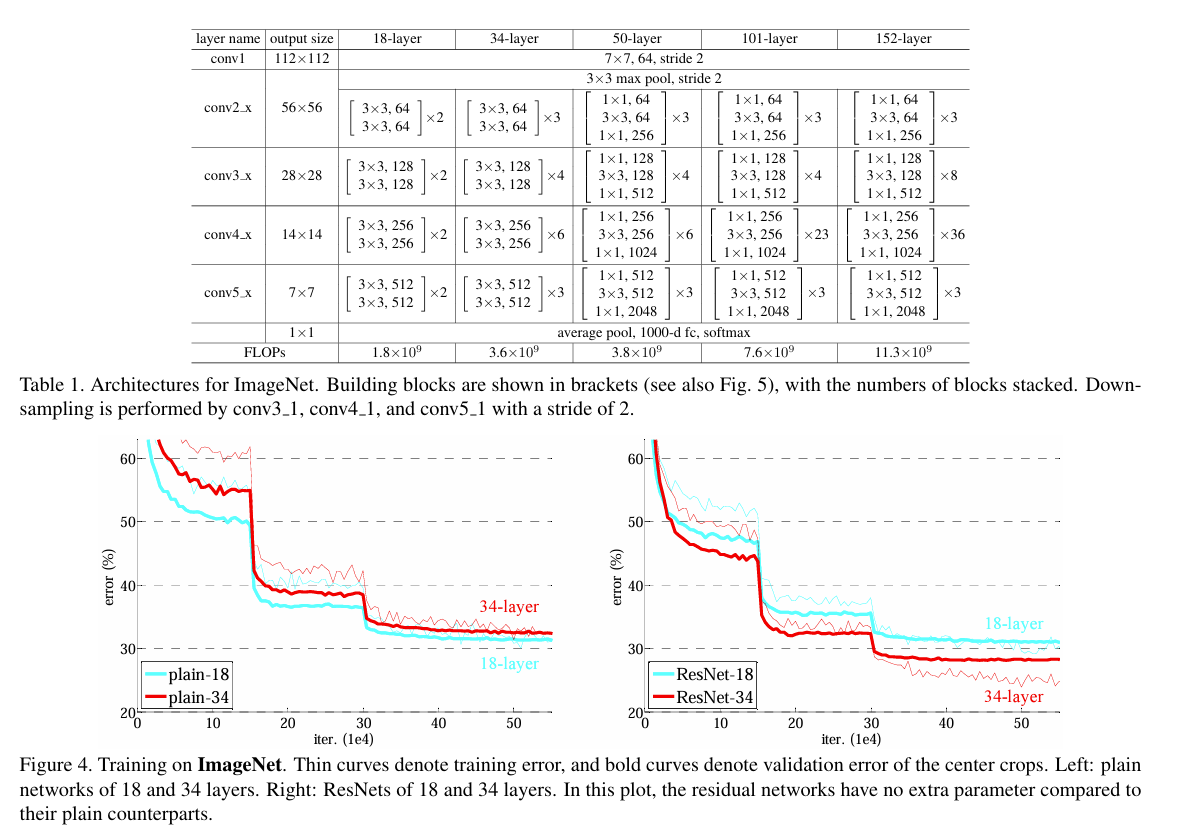 layer name output size 18-layer 34-layer 50-layer 101-layer 152-layer
conv1 112×112 7×7, 64, stride 2
3×3 max pool, stride 2
conv2_x 56×56 [3×3, 64 3×3, 64]×2 [3×3, 64 3×3, 64]×3 [1×1, 64 3×3, 64 1×1, 256]×3 [1×1, 64 3×3, 64 1×1, 256]×3 [1×1, 64 3×3, 64 1×1, 256]×3
conv3_x 28×28 [3×3, 128 3×3, 128]×2 [3×3, 128 3×3, 128]×4 [1×1, 128 3×3, 128 1×1, 512]×4 [1×1, 128 3×3, 128 1×1, 512]×4 [1×1, 128 3×3, 128 1×1, 512]×8
conv4_x 14×14 [3×3, 256 3×3, 256]×2 [3×3, 256 3×3, 256]×6 [1×1, 256 3×3, 256 1×1, 1024]×6 [1×1, 256 3×3, 256 1×1, 1024]×23 [1×1, 256 3×3, 256 1×1, 1024]×36
conv5_x 7×7 [3×3, 512 3×3, 512]×2 [3×3, 512 3×3, 512]×3 [1×1, 512 3×3, 512 1×1, 2048]×3 [1×1, 512 3×3, 512 1×1, 2048]×3 [1×1, 512 3×3, 512 1×1, 2048]×3
1×1 average pool, 1000-d fc, softmax
FLOPs 1.8×10⁹ 3.6×10⁹ 3.8×10⁹ 7.6×10⁹ 11.3×10⁹
Table 1. Architectures for ImageNet. Building blocks are shown in brackets (see also Fig. 5), with the numbers of blocks stacked. Down-
sampling is performed by conv3_1, conv4_1, and conv5_1 with a stride of 2.
60
50
40
30
20
error (%)
34-layer
18-layer
plain-18
plain-34
0 10 20 30 40 50
iter. (1e4)
60
50
40
30
20
error (%)
18-layer
34-layer
ResNet-18
ResNet-34
0 10 20 30 40 50
iter. (1e4)
Figure 4. Training on ImageNet. Thin curves denote training error, and bold curves denote validation error of the center crops. Left: plain
networks of 18 and 34 layers. Right: ResNets of 18 and 34 layers. In this plot, the residual networks have no extra parameter compared to
their plain counterparts.